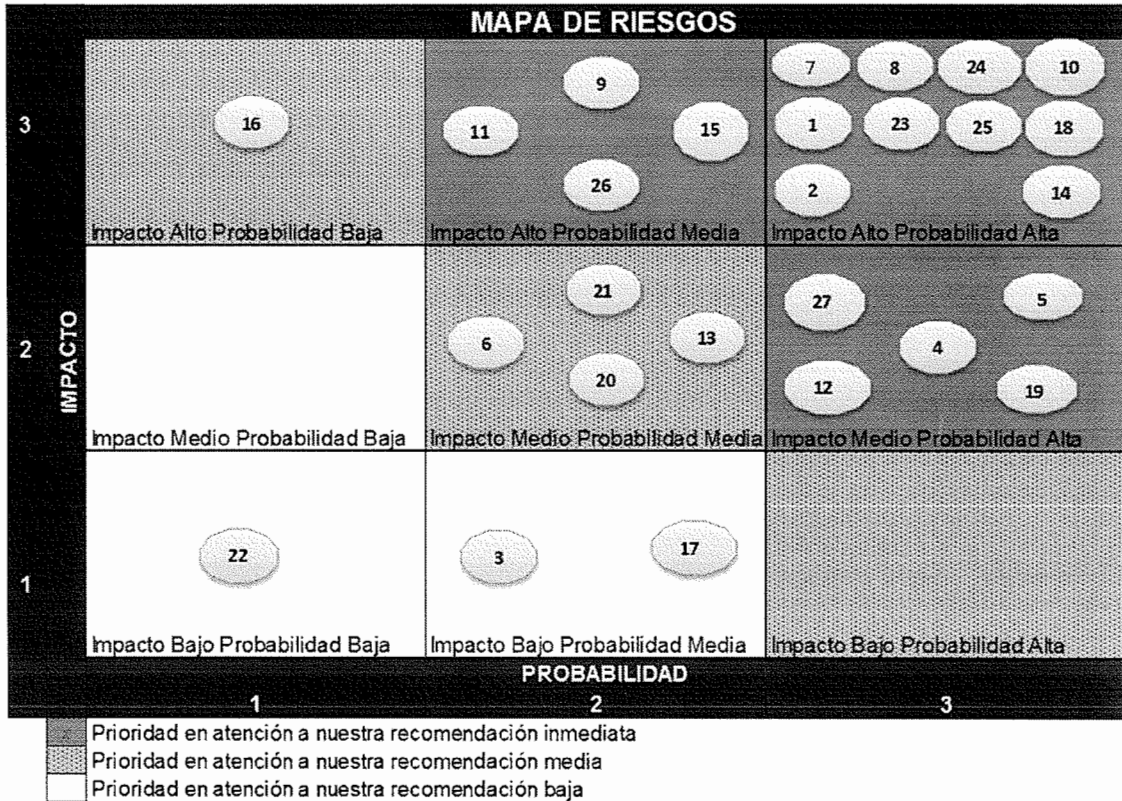 MAPA DE RIESGOS
3
16
Impacto Alto Probabilidad Baja
9
11
15
26
Impacto Alto Probabilidad Media
7
8
24
10
1
23
25
18
2
14
Impacto Alto Probabilidad Alta
IMPACTO
2
Impacto Medio Probabilidad Baja
21
6
13
20
Impacto Medio Probabilidad Media
27
5
4
12
19
Impacto Medio Probabilidad Alta
1
22
Impacto Bajo Probabilidad Baja
3
17
Impacto Bajo Probabilidad Media
Impacto Bajo Probabilidad Alta
PROBABILIDAD
1
2
3
Prioridad en atención a nuestra recomendación inmediata
Prioridad en atención a nuestra recomendación media
Prioridad en atención a nuestra recomendación baja